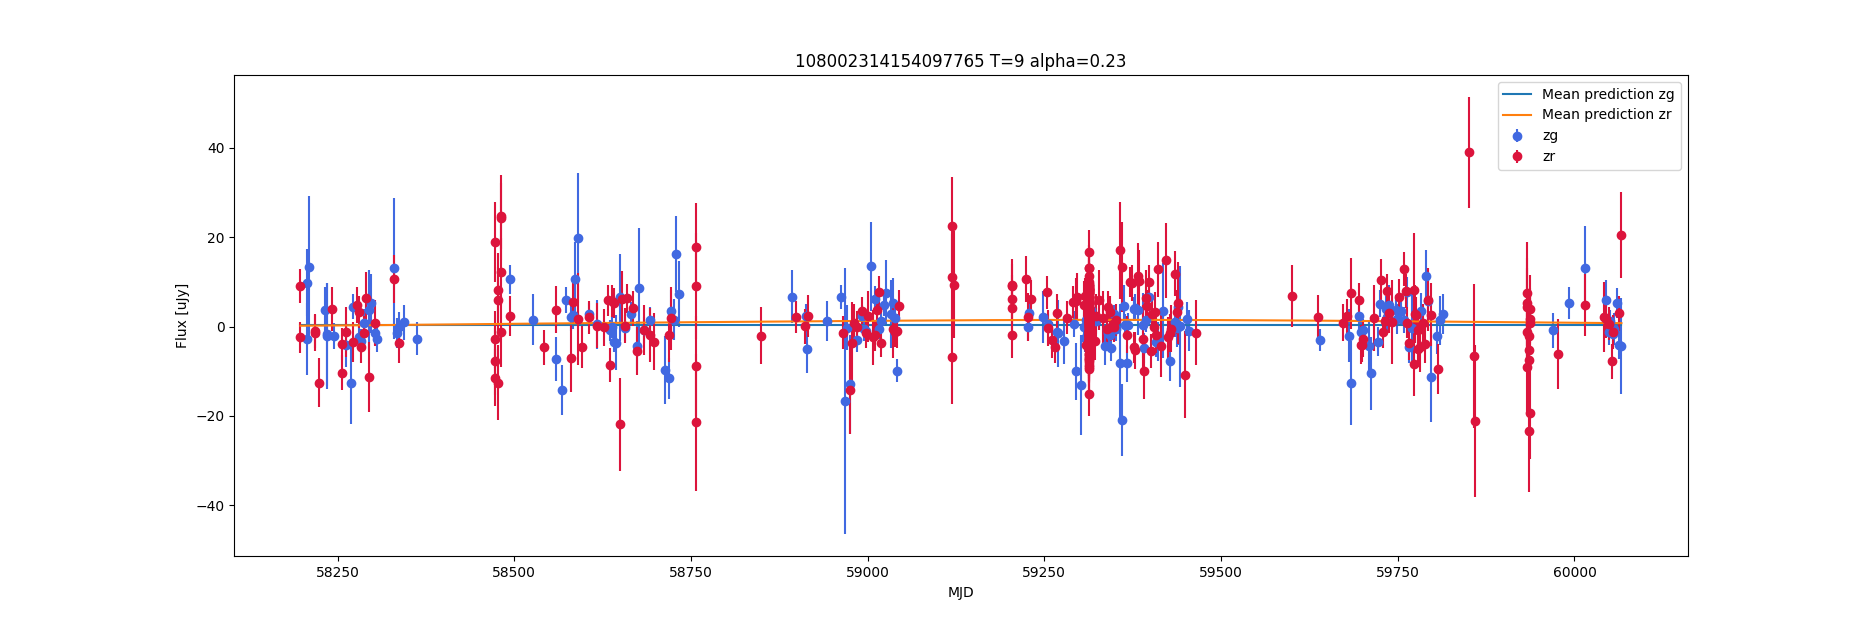 108002314154097765 T=9 alpha=0.23
Mean prediction zg
Mean prediction zr
zg
zr
Flux [uJy]
40
20
0
−20
−40
58250 58500 58750 59000 59250 59500 59750 60000
MJD